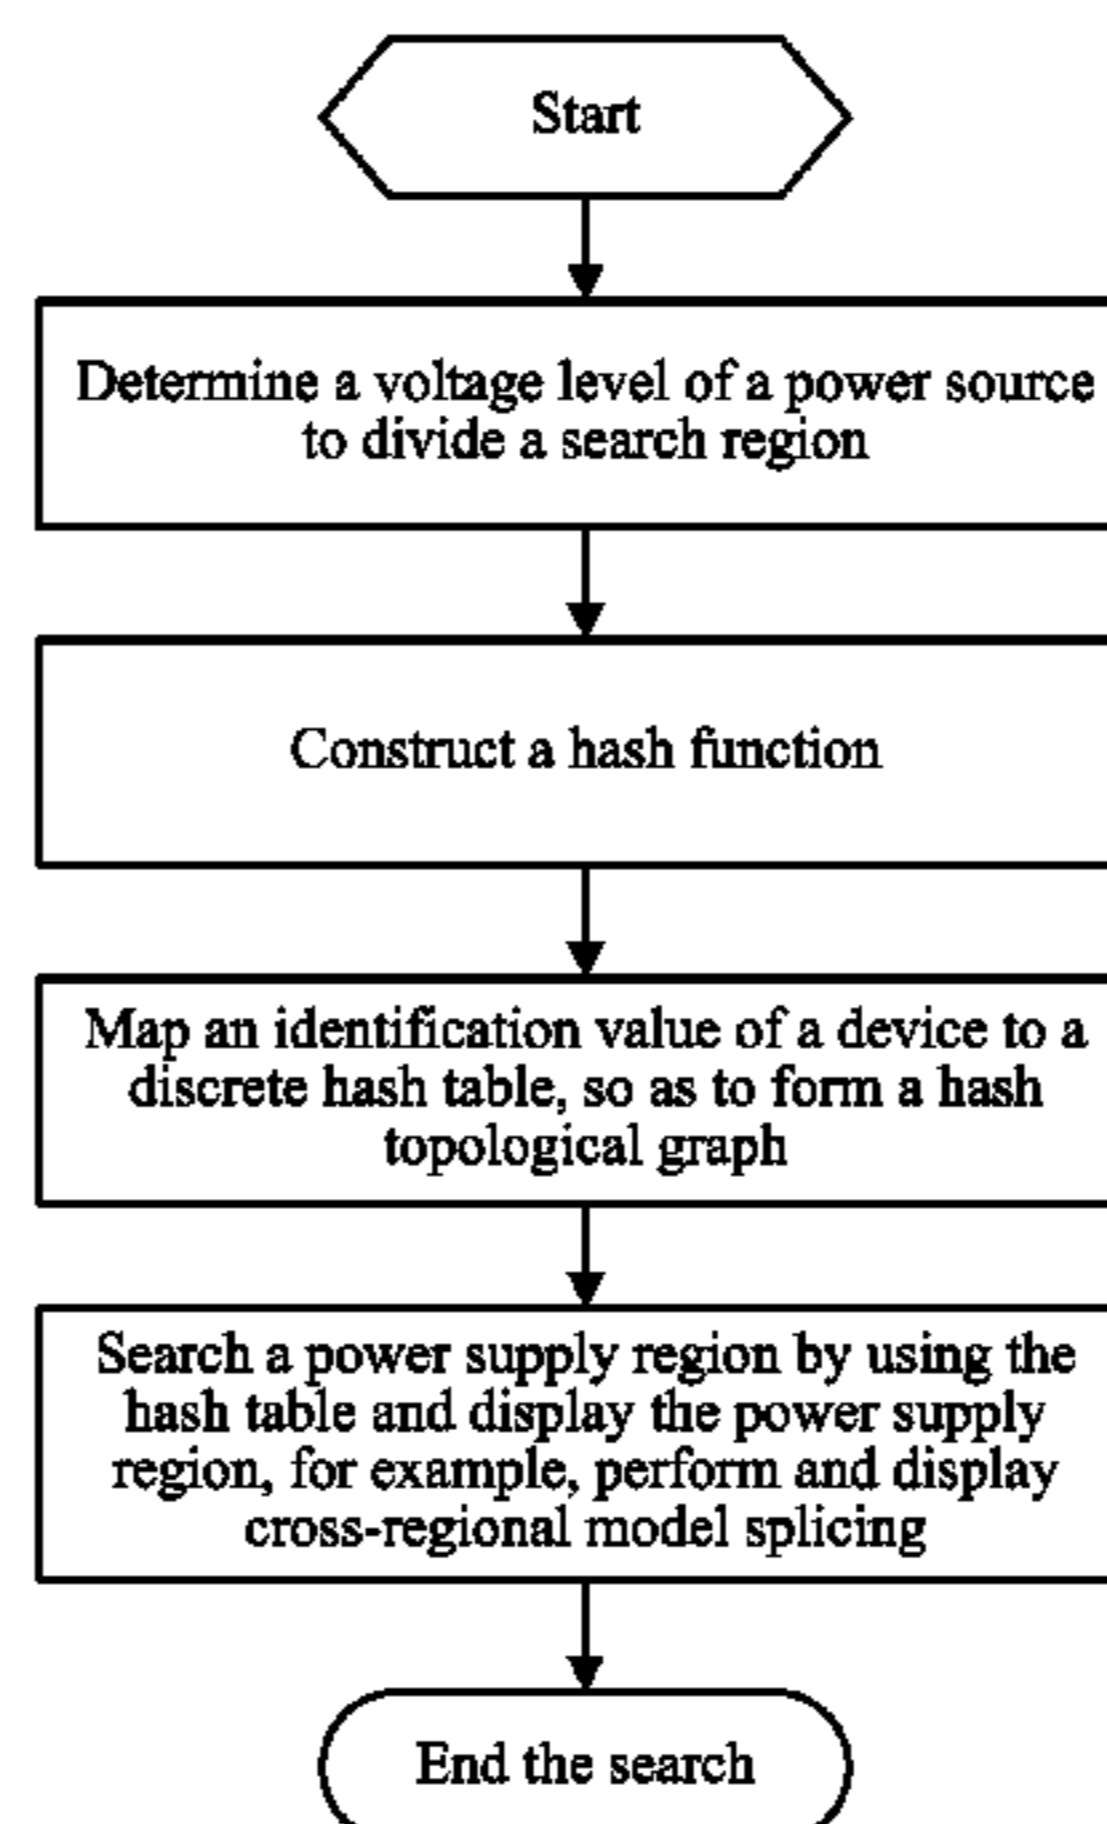 Start
Determine a voltage level of a power source
to divide a search region
Construct a hash function
Map an identification value of a device to a
discrete hash table, so as to form a hash
topological graph
Search a power supply region by using the
hash table and display the power supply
region, for example, perform and display
cross-regional model splicing
End the search